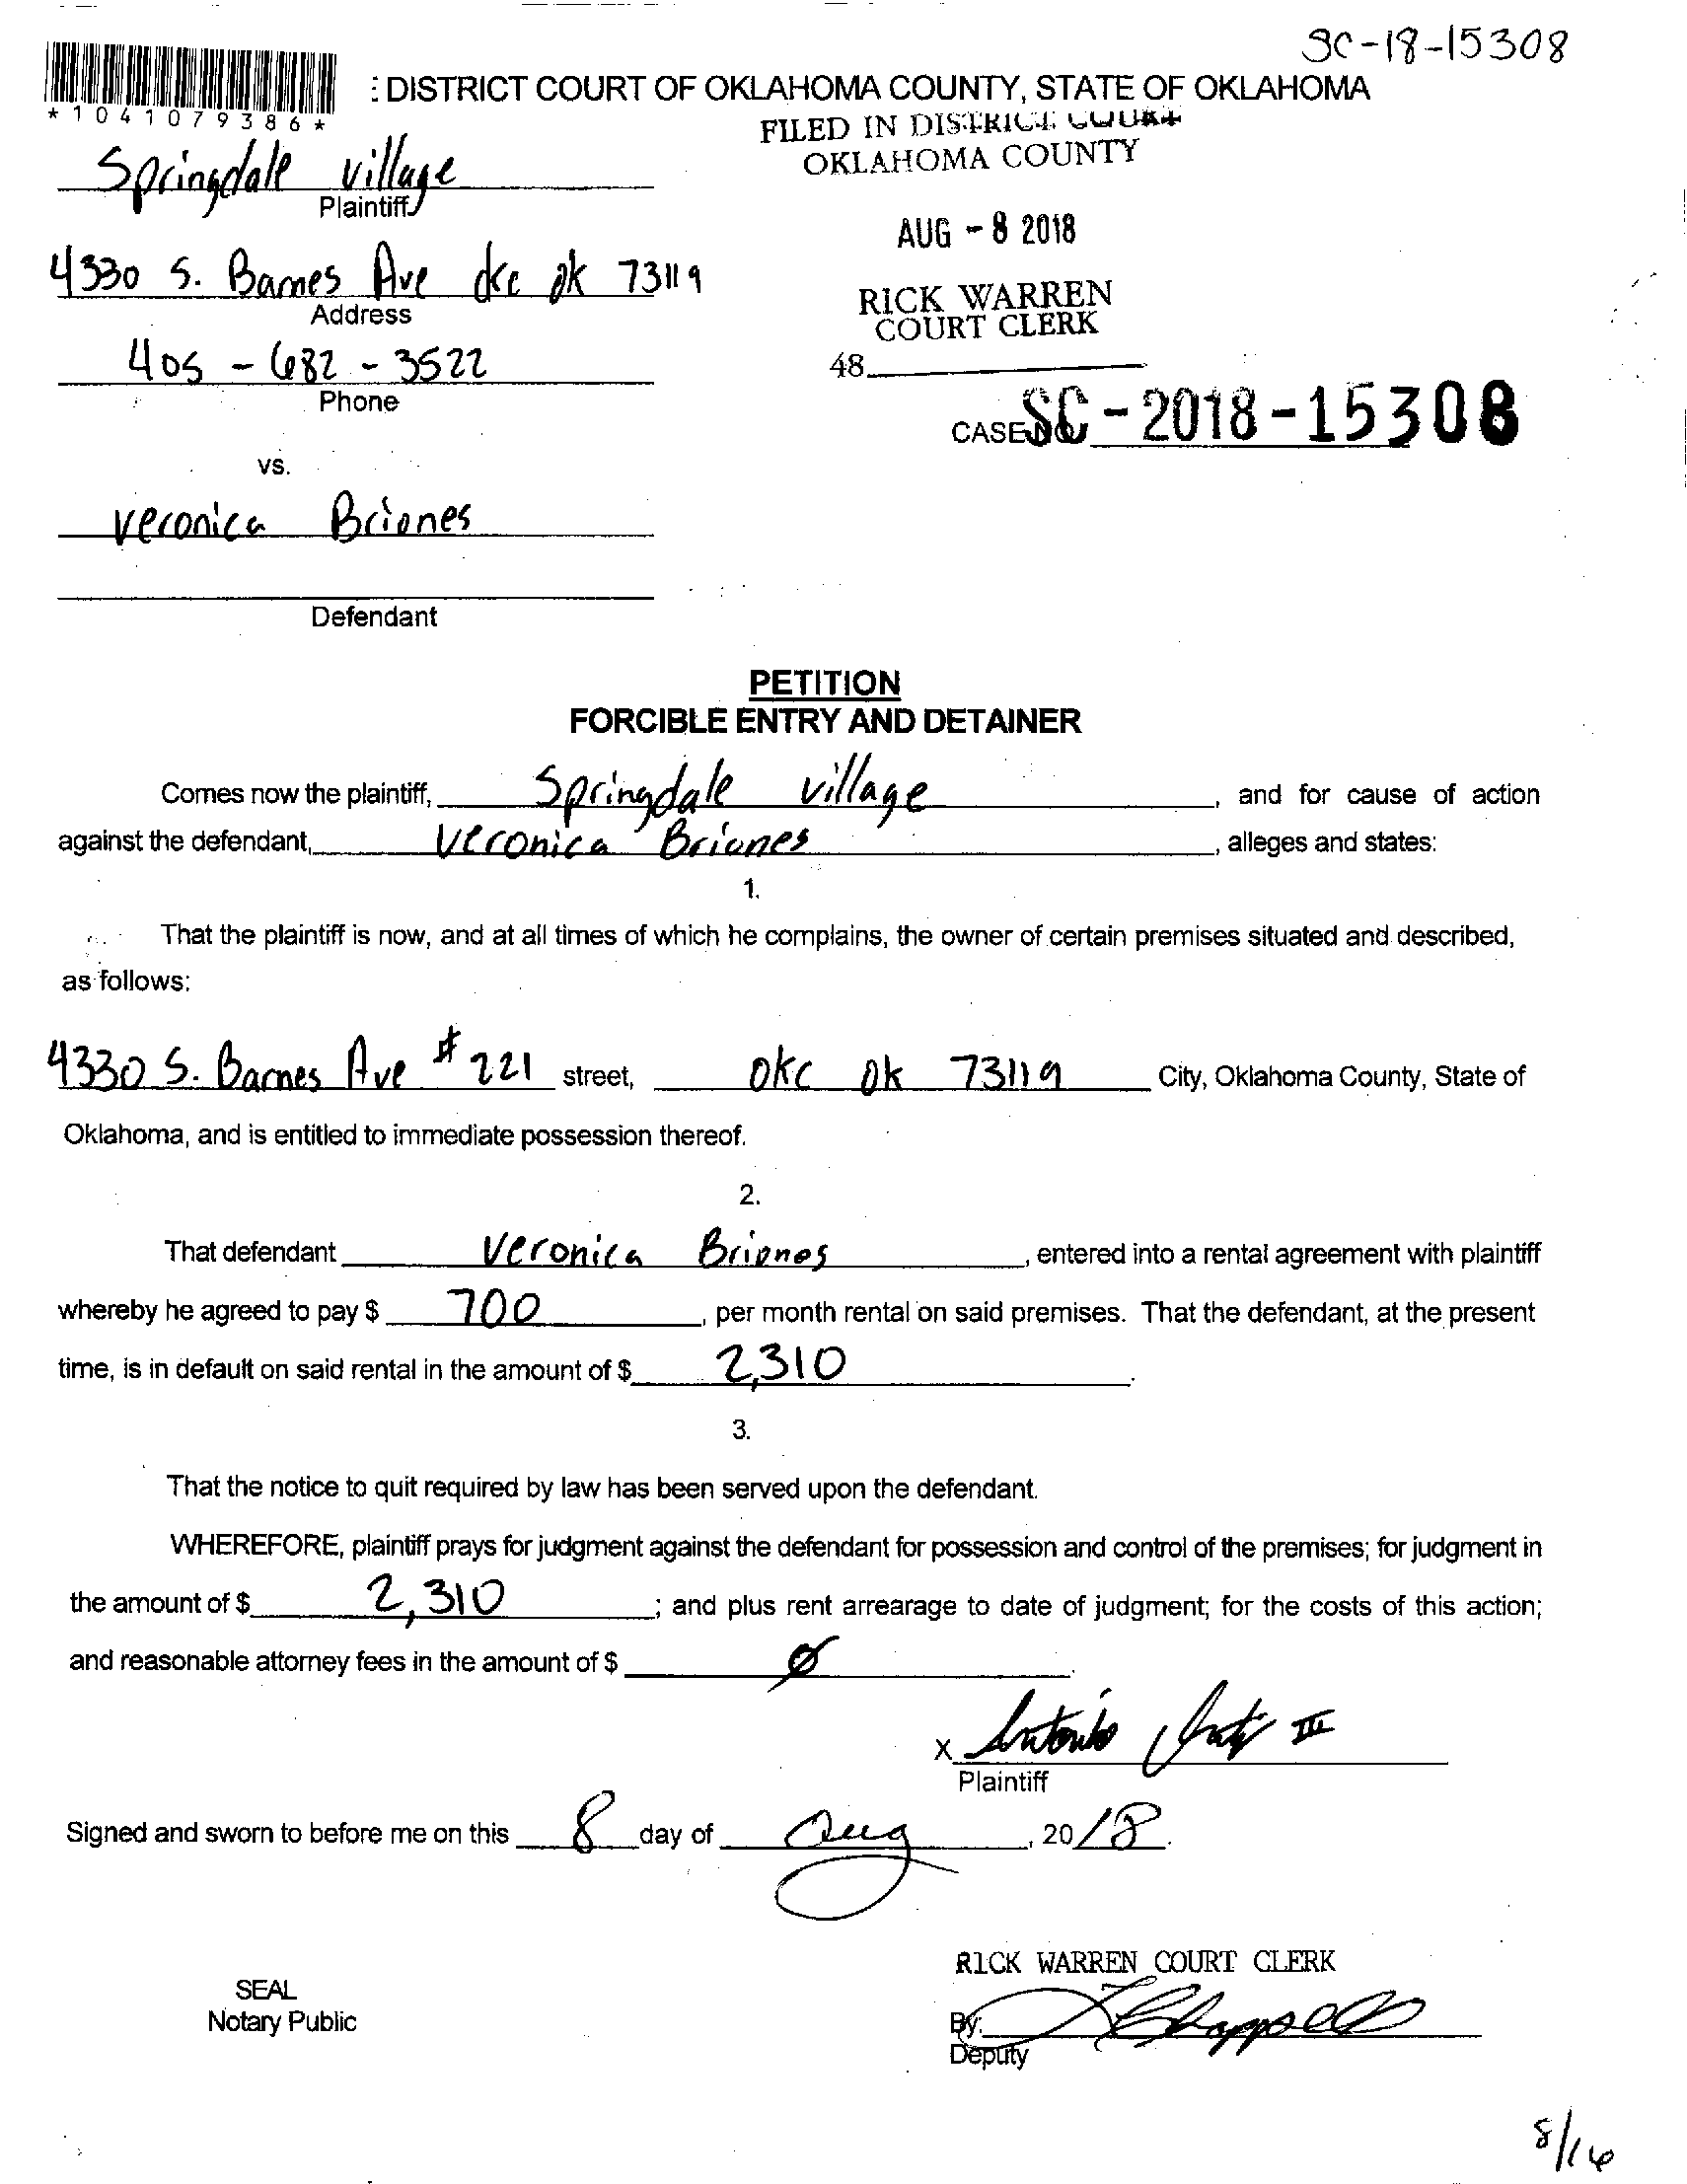 SC-18-15308
: DISTRICT COURT OF OKLAHOMA COUNTY, STATE OF OKLAHOMA
*1041079386*
FILED IN DISTRICT COURT
OKLAHOMA COUNTY
Springdale village
Plaintiff
AUG - 8 2018
4330 S. Barnes Ave okc ok 73119
Address
RICK WARREN
COURT CLERK
405 - 682 - 3522
Phone
48
CASE NO. SC - 2018 - 15308
vs.
veronica Briones
Defendant
PETITION
FORCIBLE ENTRY AND DETAINER
Comes now the plaintiff, Springdale village, and for cause of action
against the defendant, Veronica Briones, alleges and states:
1.
That the plaintiff is now, and at all times of which he complains, the owner of certain premises situated and described,
as follows:
4330 S. Barnes Ave # 221 street, okc ok 73119 City, Oklahoma County, State of
Oklahoma, and is entitled to immediate possession thereof.
2.
That defendant Veronica Briones, entered into a rental agreement with plaintiff
whereby he agreed to pay $ 700, per month rental on said premises. That the defendant, at the present
time, is in default on said rental in the amount of $ 2,310.
3.
That the notice to quit required by law has been served upon the defendant.
WHEREFORE, plaintiff prays for judgment against the defendant for possession and control of the premises; for judgment in
the amount of $ 2,310; and plus rent arrearage to date of judgment; for the costs of this action;
and reasonable attorney fees in the amount of $ Ø.
X Antonio III
Plaintiff
Signed and sworn to before me on this 8 day of Aug, 2018.
RICK WARREN COURT CLERK
SEAL
Notary Public
By: Chappell
Deputy
8/16